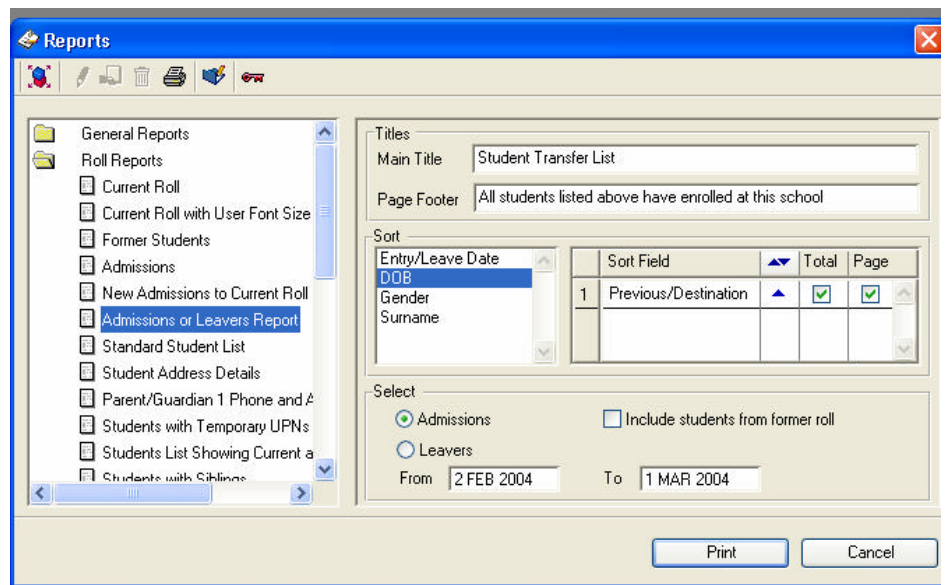 Reports
General Reports
Roll Reports
Current Roll
Current Roll with User Font Size
Former Students
Admissions
New Admissions to Current Roll
Admissions or Leavers Report
Standard Student List
Student Address Details
Parent/Guardian 1 Phone and A
Students with Temporary UPNs
Students List Showing Current a
Students with Siblings
Titles
Main Title Student Transfer List
Page Footer All students listed above have enrolled at this school
Sort
Entry/Leave Date
DOB
Gender
Surname
Sort Field Total Page
1 Previous/Destination
Select
Admissions Include students from former roll
Leavers
From 2 FEB 2004 To 1 MAR 2004
Print Cancel